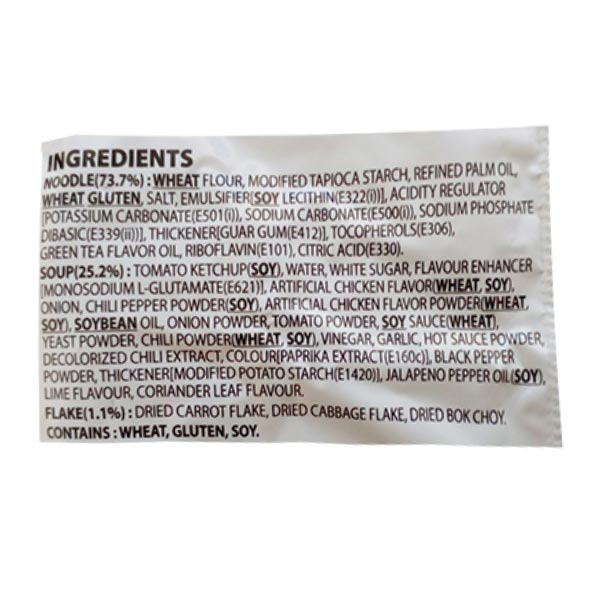 INGREDIENTS
NOODLE(73.7%) : WHEAT FLOUR, MODIFIED TAPIOCA STARCH, REFINED PALM OIL,
WHEAT GLUTEN, SALT, EMULSIFIER[SOY LECITHIN(E322(i))], ACIDITY REGULATOR
[POTASSIUM CARBONATE(E501(i)), SODIUM CARBONATE(E500(i)), SODIUM PHOSPHATE
DIBASIC(E339(ii))], THICKENER[GUAR GUM(E412)], TOCOPHEROLS(E306),
GREEN TEA FLAVOR OIL, RIBOFLAVIN(E101), CITRIC ACID(E330).
SOUP(25.2%) : TOMATO KETCHUP(SOY), WATER, WHITE SUGAR, FLAVOUR ENHANCER
[MONOSODIUM L-GLUTAMATE(E621)], ARTIFICIAL CHICKEN FLAVOR(WHEAT, SOY),
ONION, CHILI PEPPER POWDER(SOY), ARTIFICIAL CHICKEN FLAVOR POWDER(WHEAT,
SOY), SOYBEAN OIL, ONION POWDER, TOMATO POWDER, SOY SAUCE(WHEAT),
YEAST POWDER, CHILI POWDER(WHEAT, SOY), VINEGAR, GARLIC, HOT SAUCE POWDER,
DECOLORIZED CHILI EXTRACT, COLOUR[PAPRIKA EXTRACT(E160c)], BLACK PEPPER
POWDER, THICKENER[MODIFIED POTATO STARCH(E1420)], JALAPENO PEPPER OIL(SOY),
LIME FLAVOUR, CORIANDER LEAF FLAVOUR.
FLAKE(1.1%) : DRIED CARROT FLAKE, DRIED CABBAGE FLAKE, DRIED BOK CHOY.
CONTAINS : WHEAT, GLUTEN, SOY.